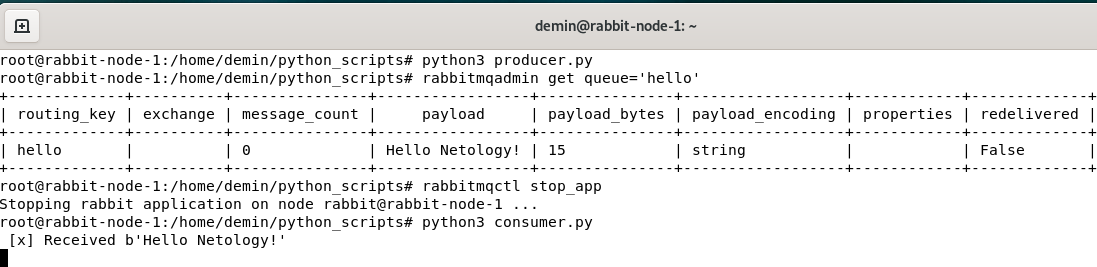 demin@rabbit-node-1: ~
root@rabbit-node-1:/home/demin/python_scripts# python3 producer.py
root@rabbit-node-1:/home/demin/python_scripts# rabbitmqadmin get queue='hello'
+-------------+----------+---------------+-----------------+---------------+------------------+------------+-------------+
| routing_key | exchange | message_count |     payload     | payload_bytes | payload_encoding | properties | redelivered |
+-------------+----------+---------------+-----------------+---------------+------------------+------------+-------------+
| hello       |          | 0             | Hello Netology! | 15            | string           |            | False       |
+-------------+----------+---------------+-----------------+---------------+------------------+------------+-------------+
root@rabbit-node-1:/home/demin/python_scripts# rabbitmqctl stop_app
Stopping rabbit application on node rabbit@rabbit-node-1 ...
root@rabbit-node-1:/home/demin/python_scripts# python3 consumer.py
 [x] Received b'Hello Netology!'